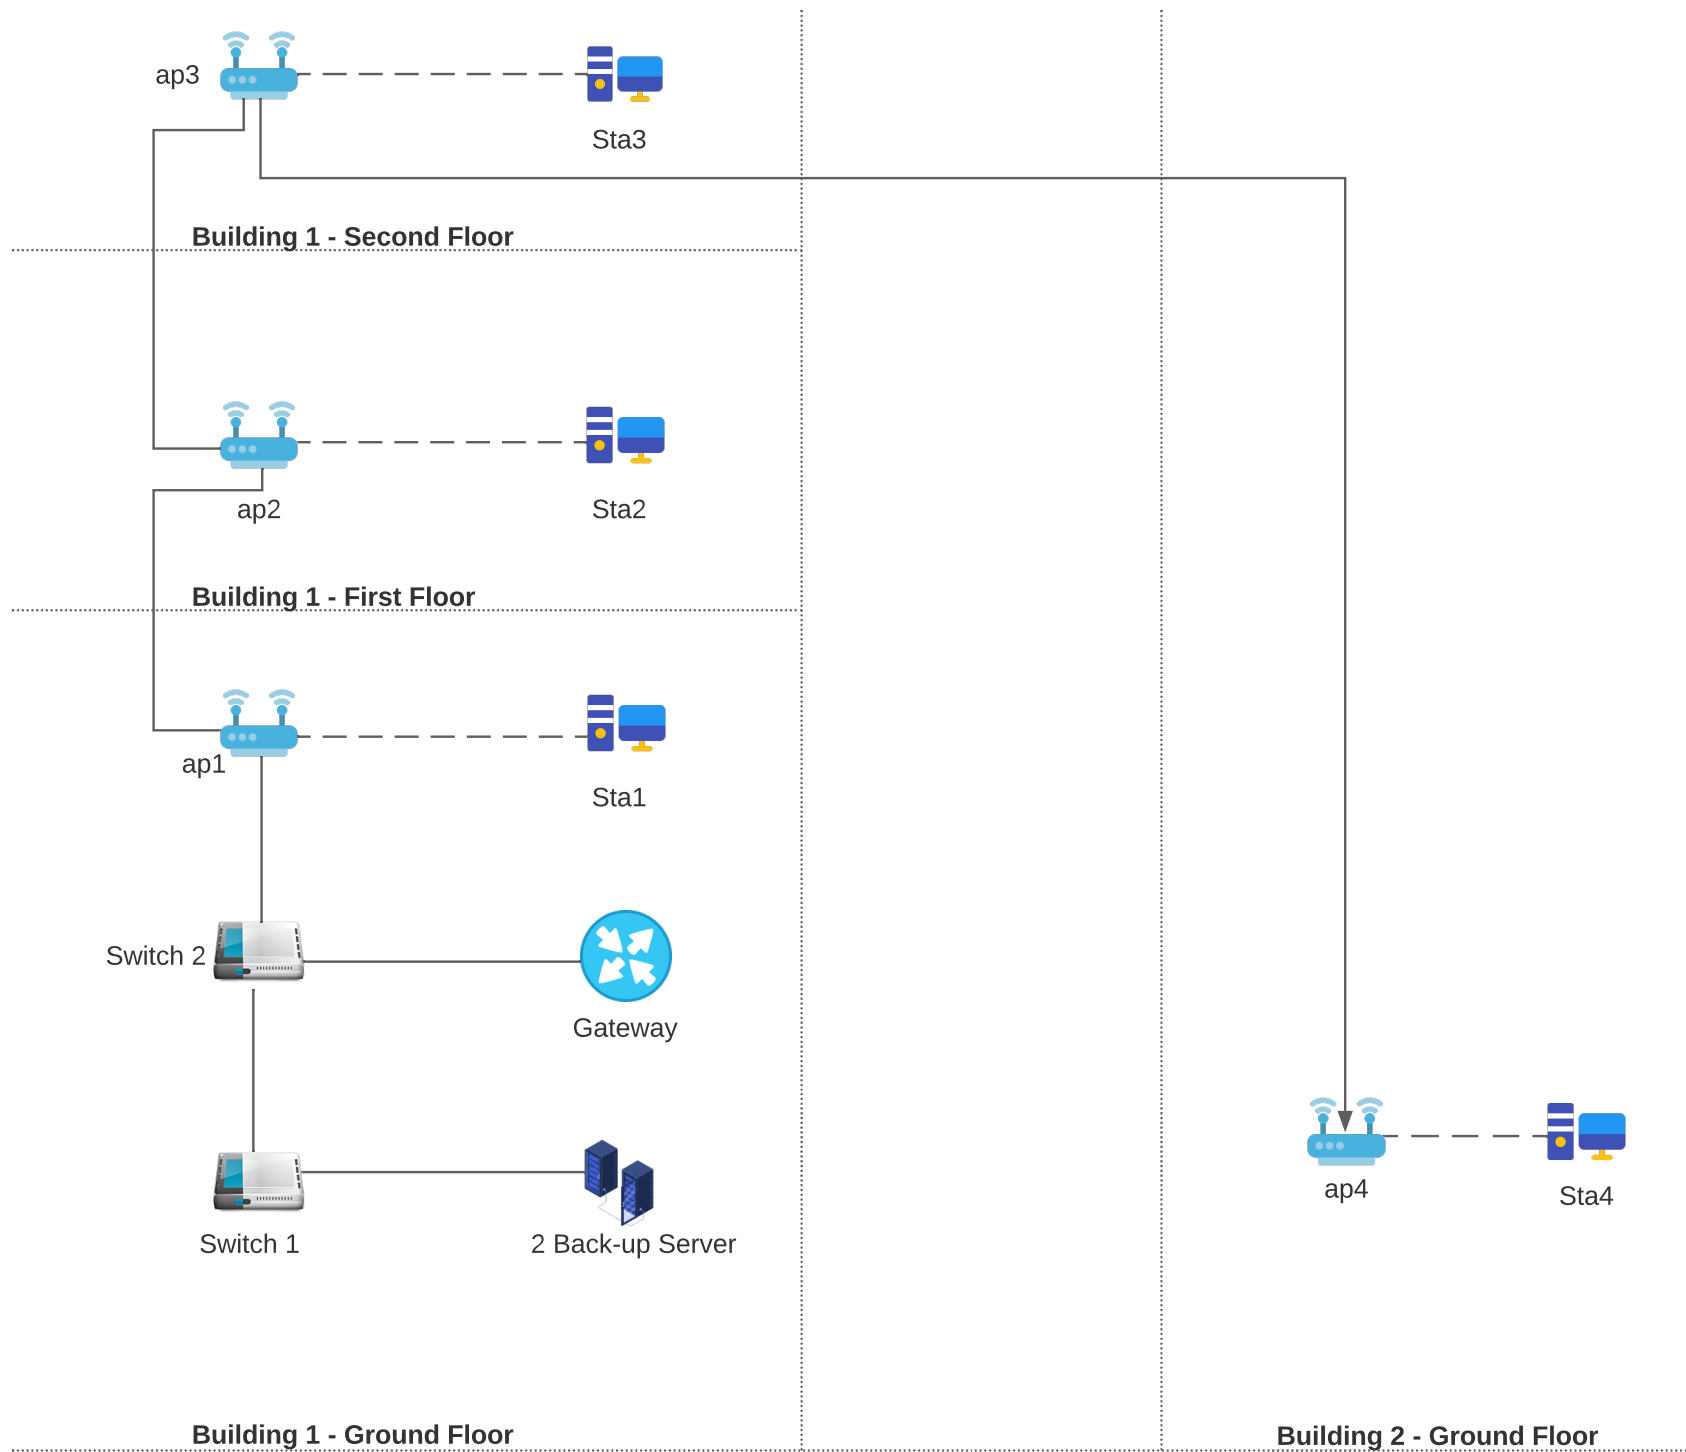 ap3
Sta3
Building 1 - Second Floor
ap2
Sta2
Building 1 - First Floor
ap1
Sta1
Switch 2
Gateway
Switch 1
2 Back-up Server
Building 1 - Ground Floor
ap4
Sta4
Building 2 - Ground Floor